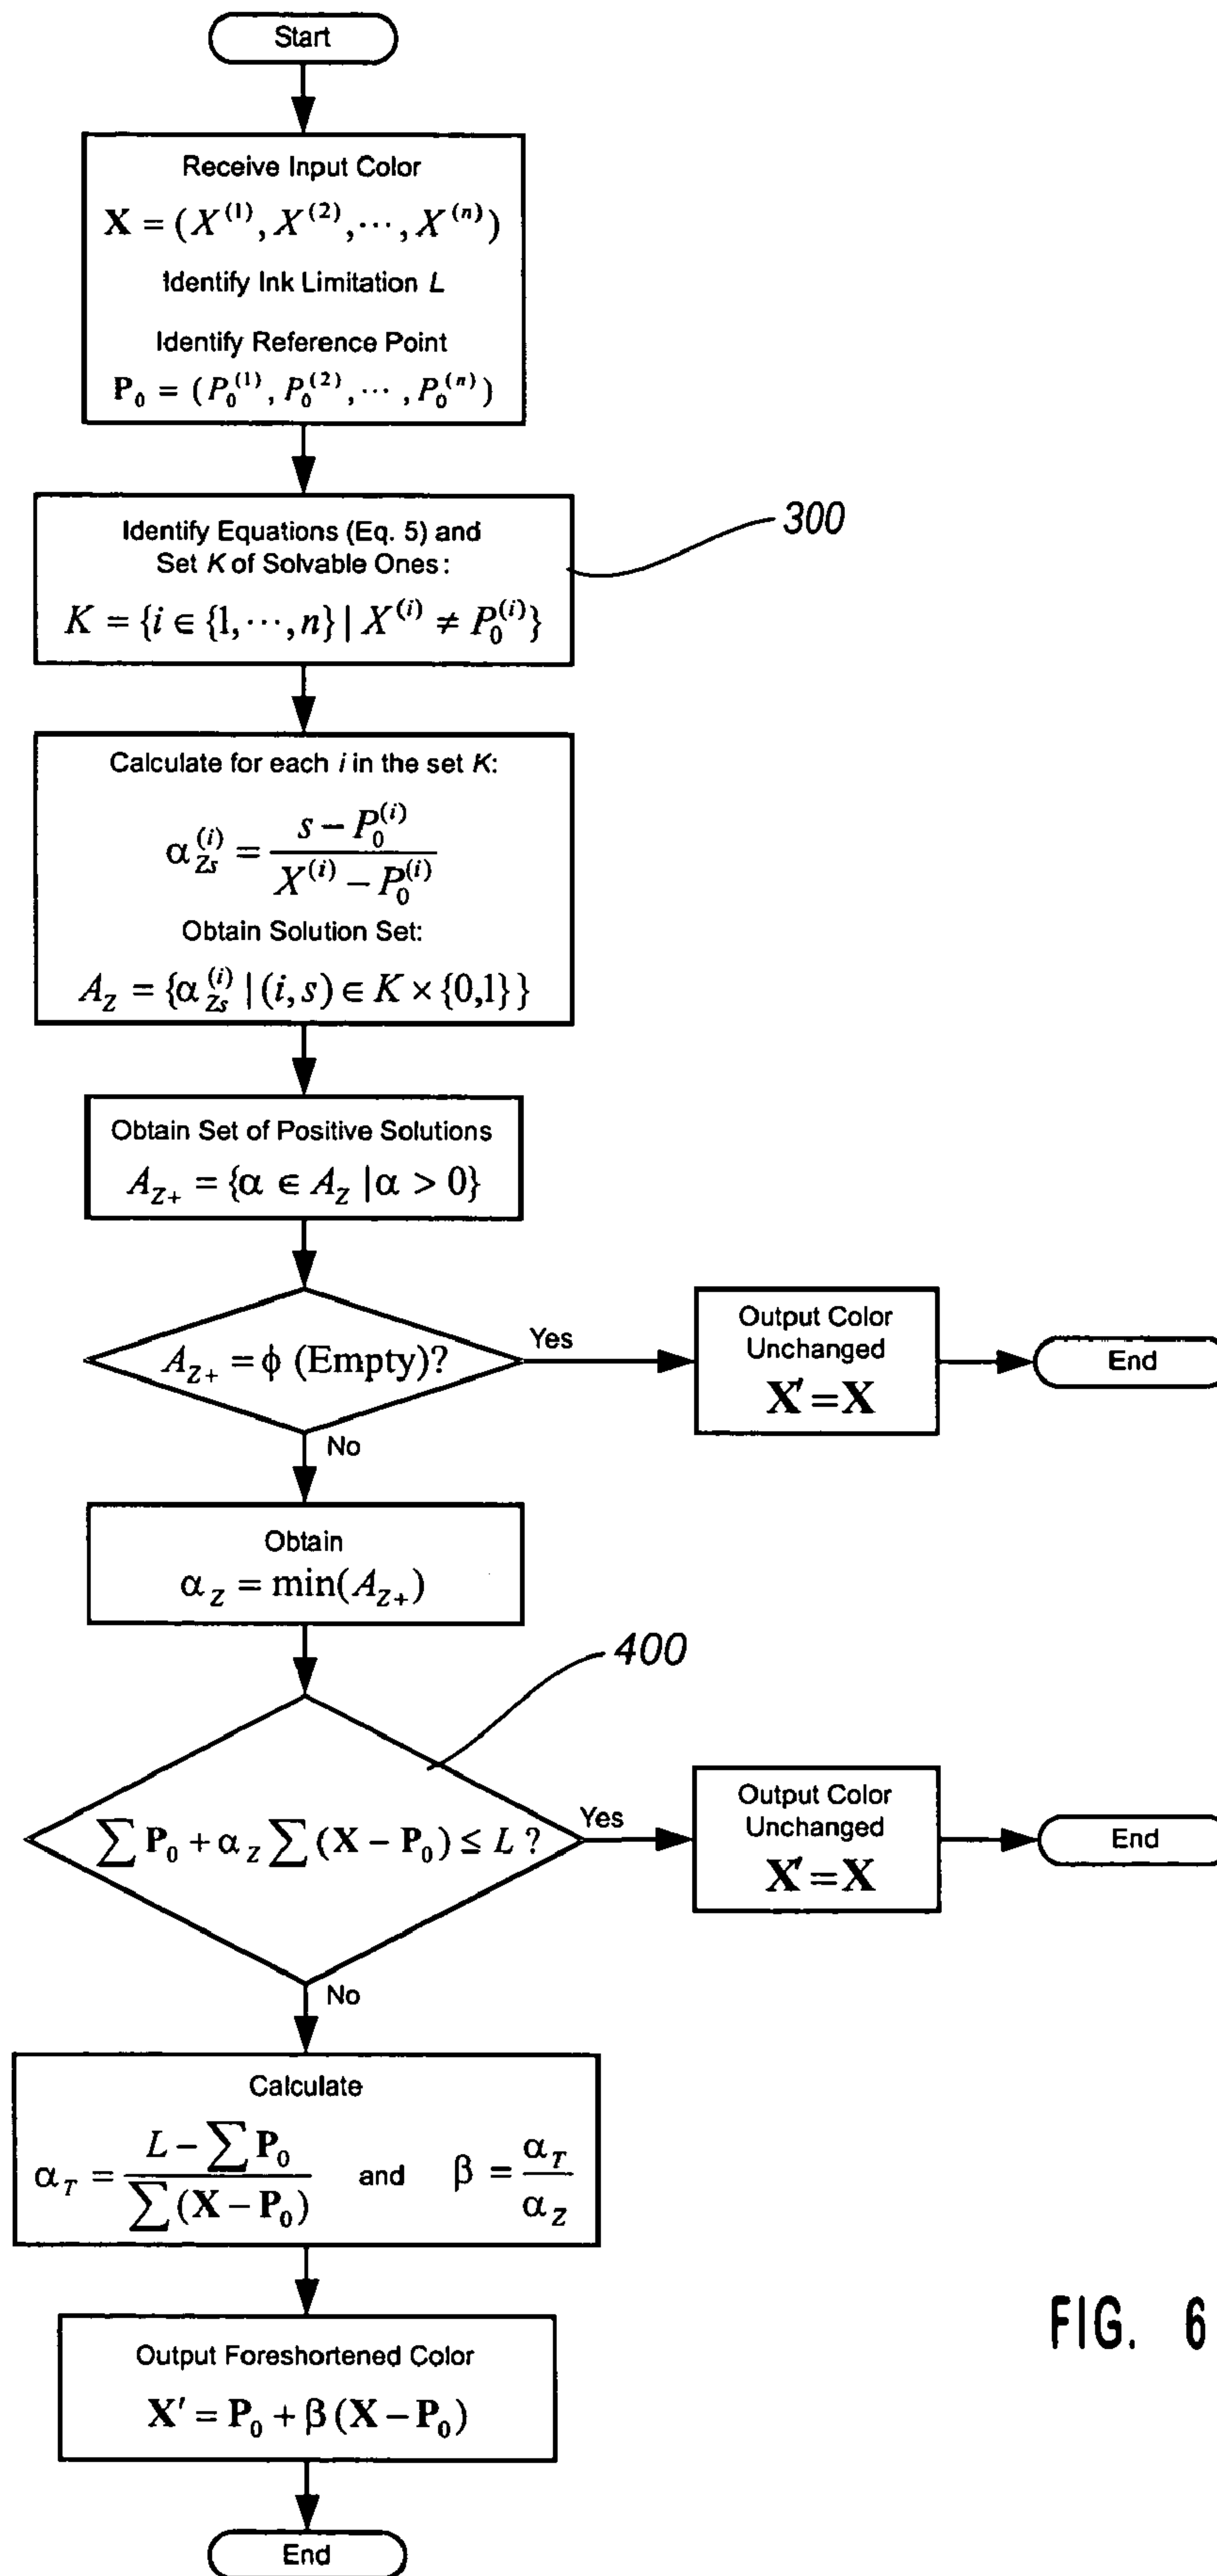 Start
Receive Input Color
X = (X⁽¹⁾, X⁽²⁾, ⋯, X⁽ⁿ⁾)
Identify Ink Limitation L
Identify Reference Point
P₀ = (P₀⁽¹⁾, P₀⁽²⁾, ⋯, P₀⁽ⁿ⁾)
Identify Equations (Eq. 5) and
Set K of Solvable Ones:
K = {i ∈ {1, ⋯, n} | X⁽ⁱ⁾ ≠ P₀⁽ⁱ⁾}
300
Calculate for each i in the set K:
α_Zs⁽ⁱ⁾ = (s − P₀⁽ⁱ⁾) / (X⁽ⁱ⁾ − P₀⁽ⁱ⁾)
Obtain Solution Set:
A_Z = {α_Zs⁽ⁱ⁾ | (i, s) ∈ K × {0,1} }
Obtain Set of Positive Solutions
A_Z+ = {α ∈ A_Z | α > 0}
A_Z+ = ϕ (Empty)?
Yes
Output Color
Unchanged
X′ = X
End
No
Obtain
α_Z = min(A_Z+)
400
∑ P₀ + α_Z ∑ (X − P₀) ≤ L ?
Yes
Output Color
Unchanged
X′ = X
End
No
Calculate
α_T = (L − ∑ P₀) / (∑ (X − P₀)) and β = α_T / α_Z
Output Foreshortened Color
X′ = P₀ + β (X − P₀)
End
FIG. 6